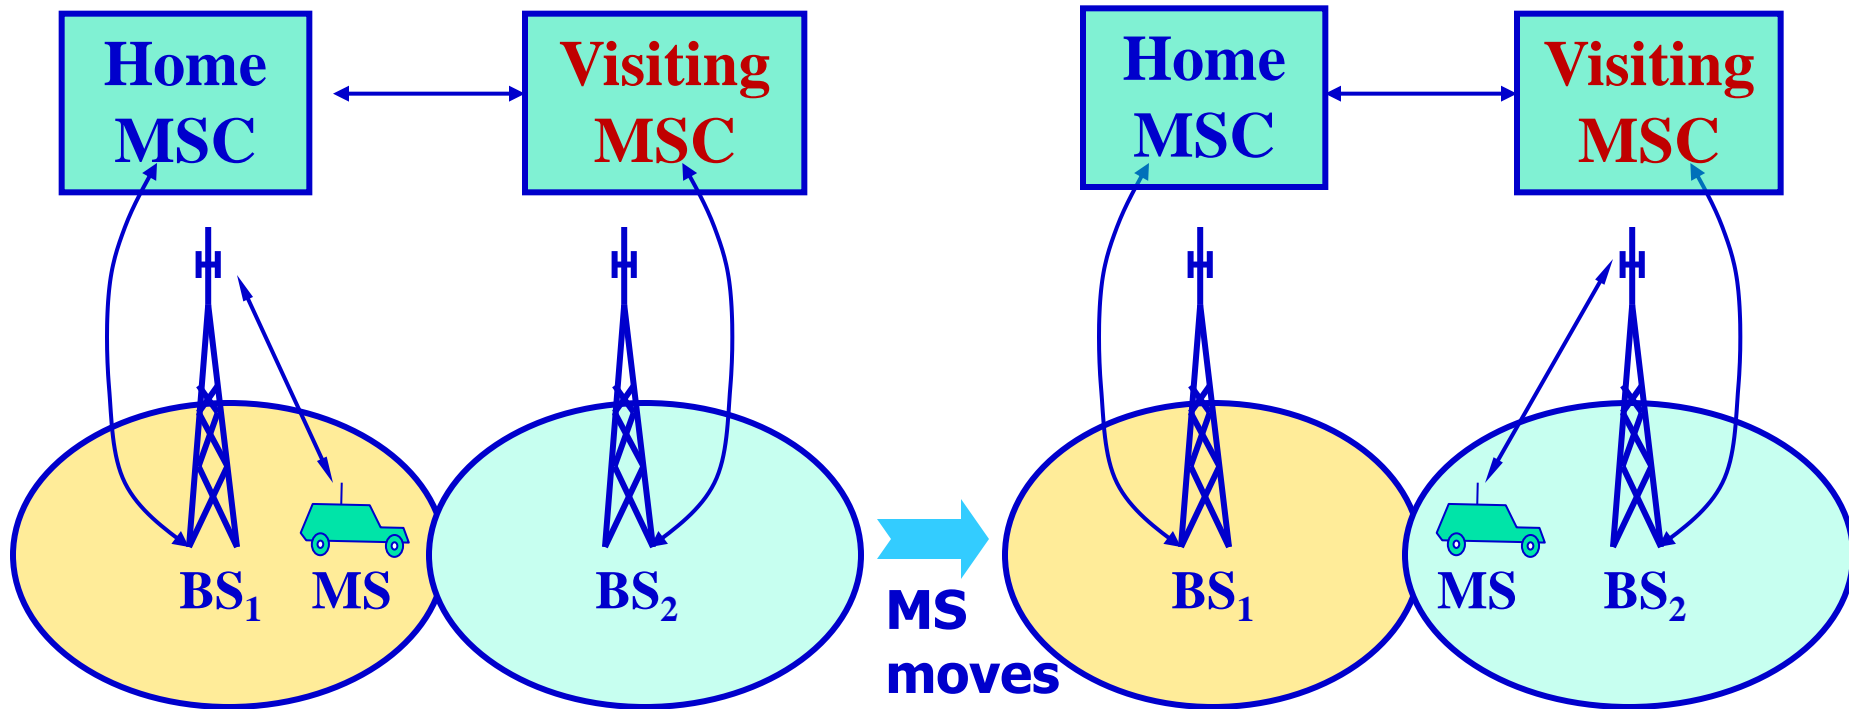 Home
MSC
Visiting
MSC
BS₁
MS
BS₂
MS
moves
Home
MSC
Visiting
MSC
BS₁
MS
BS₂